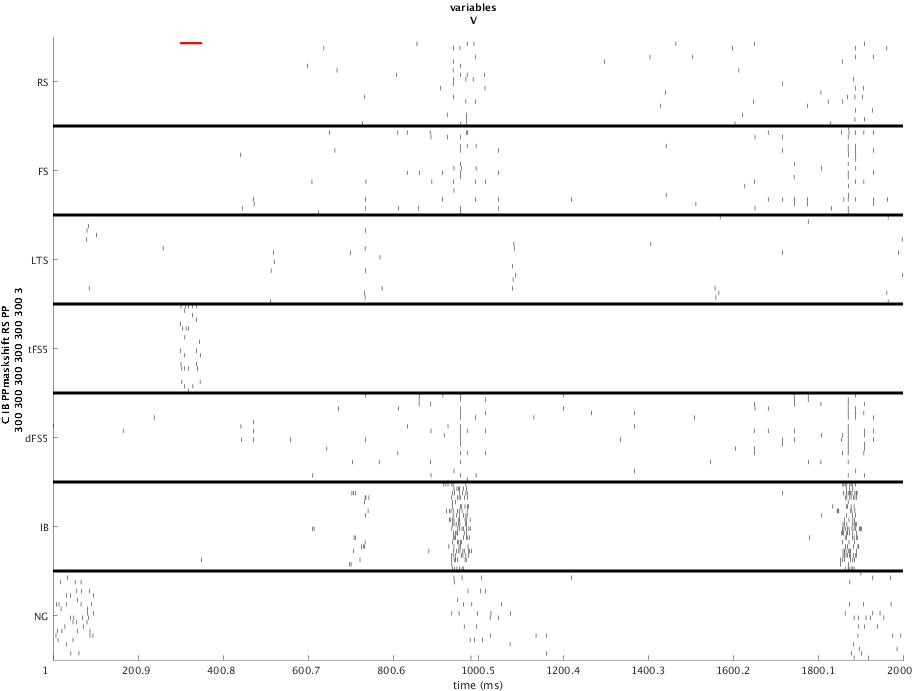 variables
V
RS
FS
LTS
tFS5
dFS5
IB
NG
C IB PPmaskshift RS PP
300 300 300 300 300 300 3
1 200.9 400.8 600.7 800.6 1000.5 1200.4 1400.3 1600.2 1800.1 2000
time (ms)